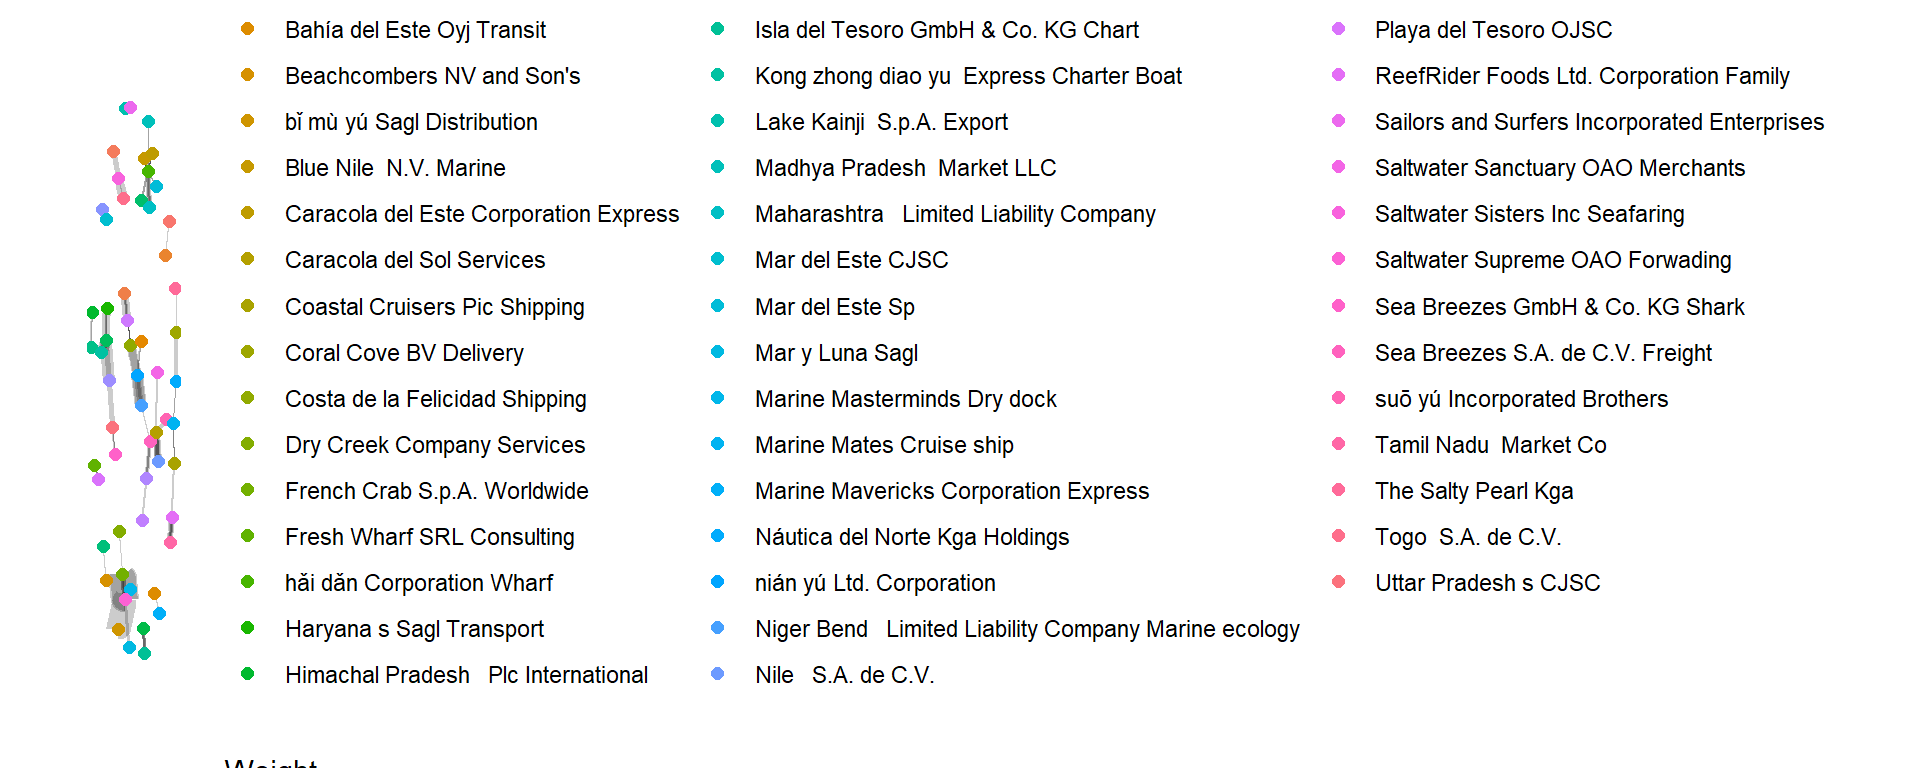 Bahía del Este Oyj Transit
Beachcombers NV and Son's
bǐ mù yú Sagl Distribution
Blue Nile  N.V. Marine
Caracola del Este Corporation Express
Caracola del Sol Services
Coastal Cruisers Pic Shipping
Coral Cove BV Delivery
Costa de la Felicidad Shipping
Dry Creek Company Services
French Crab S.p.A. Worldwide
Fresh Wharf SRL Consulting
hǎi dǎn Corporation Wharf
Haryana s Sagl Transport
Himachal Pradesh   Plc International
Isla del Tesoro GmbH & Co. KG Chart
Kong zhong diao yu  Express Charter Boat
Lake Kainji  S.p.A. Export
Madhya Pradesh  Market LLC
Maharashtra   Limited Liability Company
Mar del Este CJSC
Mar del Este Sp
Mar y Luna Sagl
Marine Masterminds Dry dock
Marine Mates Cruise ship
Marine Mavericks Corporation Express
Náutica del Norte Kga Holdings
nián yú Ltd. Corporation
Niger Bend   Limited Liability Company Marine ecology
Nile   S.A. de C.V.
Playa del Tesoro OJSC
ReefRider Foods Ltd. Corporation Family
Sailors and Surfers Incorporated Enterprises
Saltwater Sanctuary OAO Merchants
Saltwater Sisters Inc Seafaring
Saltwater Supreme OAO Forwading
Sea Breezes GmbH & Co. KG Shark
Sea Breezes S.A. de C.V. Freight
suō yú Incorporated Brothers
Tamil Nadu  Market Co
The Salty Pearl Kga
Togo  S.A. de C.V.
Uttar Pradesh s CJSC
Weight